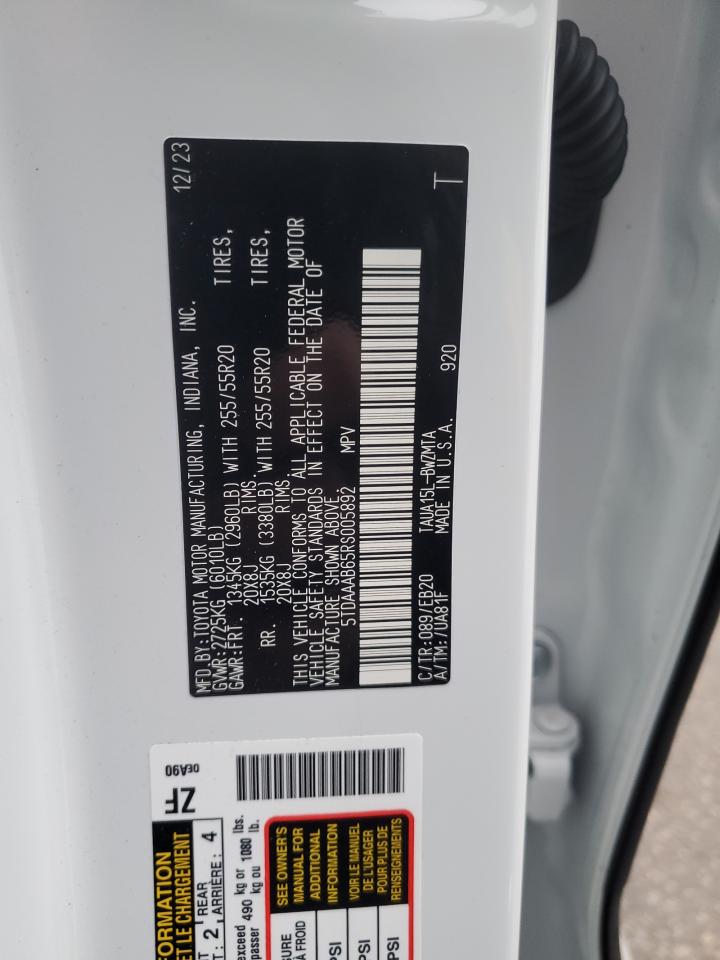 MFD.BY:TOYOTA MOTOR MANUFACTURING, INDIANA, INC. 12/23
GVWR:2725KG (6010LB)
GAWR:FRT. 1345KG (2960LB) WITH 255/55R20 TIRES,
20X8J RIMS.
RR. 1535KG (3380LB) WITH 255/55R20 TIRES,
20X8J RIMS.
THIS VEHICLE CONFORMS TO ALL APPLICABLE FEDERAL MOTOR
VEHICLE SAFETY STANDARDS IN EFFECT ON THE DATE OF
MANUFACTURE SHOWN ABOVE.
5TDAAAB65RS005892 MPV
C/TR:089/EB20 TAUA15L-BWZMTA 920 T
A/TM:/UA81F MADE IN U.S.A.
ZF
0EA90
ORMATION
ET LE CHARGEMENT
2 REAR
ARRIÈRE : 4
exceed 490 kg or 1080 lbs.
passer kg ou lb.
SEE OWNER'S
MANUAL FOR
ADDITIONAL
INFORMATION
VOIR LE MANUEL
DE L'USAGER
POUR PLUS DE
RENSEIGNEMENTS
SURE
À FROID
PSI
PSI
PSI